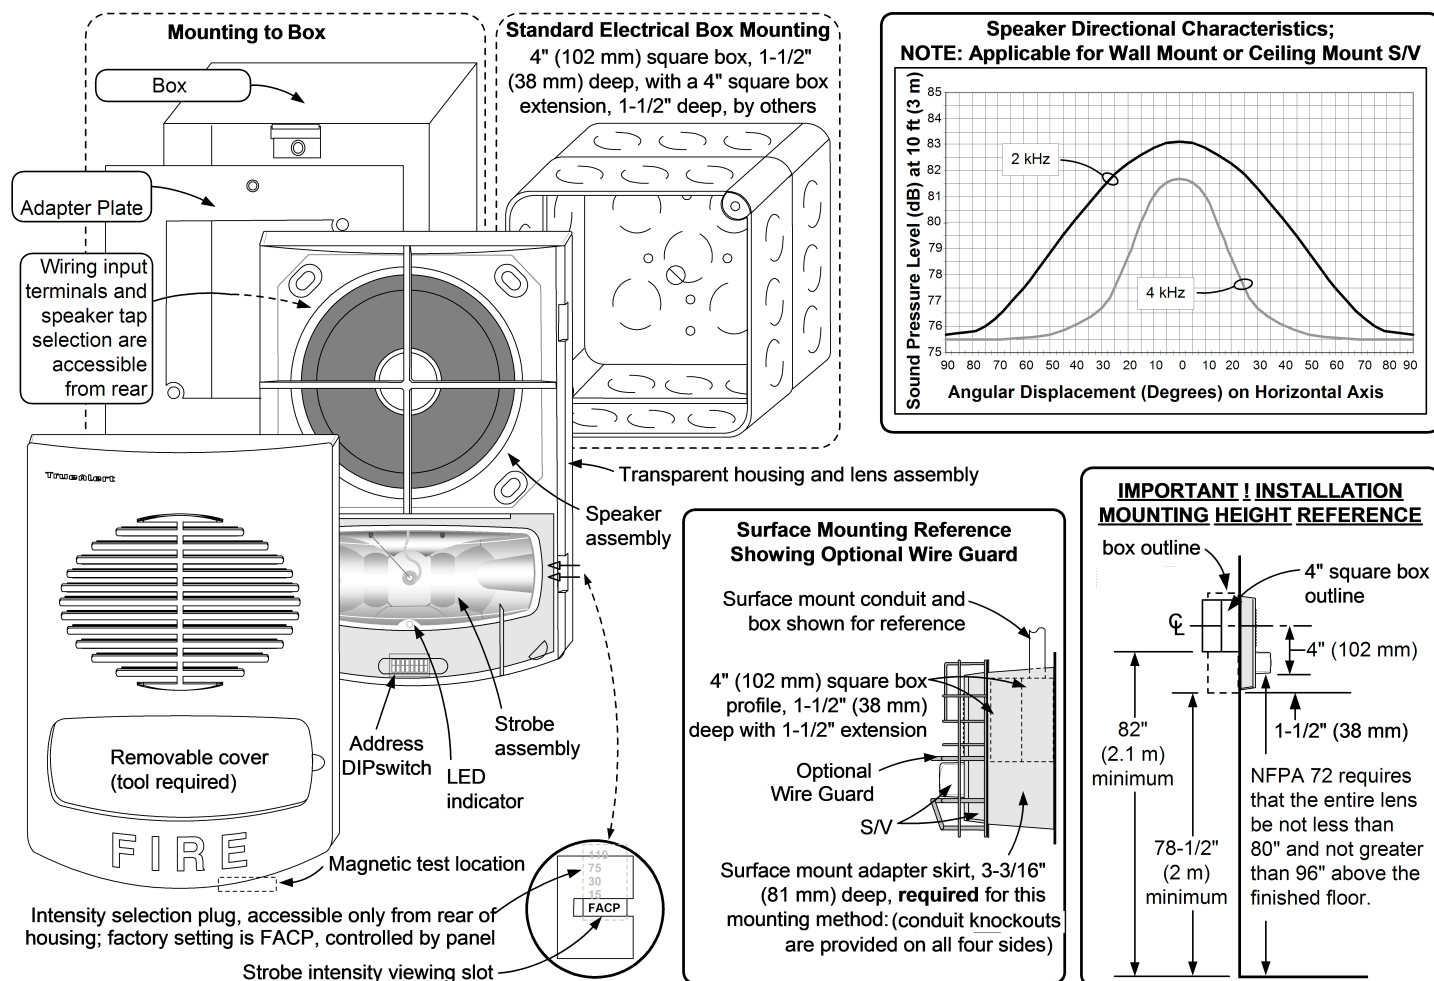 Mounting to Box
Box
Adapter Plate
Wiring input
terminals and
speaker tap
selection are
accessible
from rear
Standard Electrical Box Mounting
4" (102 mm) square box, 1-1/2"
(38 mm) deep, with a 4" square box
extension, 1-1/2" deep, by others
Speaker Directional Characteristics;
NOTE: Applicable for Wall Mount or Ceiling Mount S/V
Sound Pressure Level (dB) at 10 ft (3 m)
85
84
83
82
81
80
79
78
77
76
75
2 kHz
4 kHz
90 80 70 60 50 40 30 20 10 0 10 20 30 40 50 60 70 80 90
Angular Displacement (Degrees) on Horizontal Axis
Transparent housing and lens assembly
Speaker
assembly
TrueAlert
Removable cover
(tool required)
FIRE
Magnetic test location
Address
DIPswitch
LED
indicator
Strobe
assembly
110
75
30
15
FACP
Intensity selection plug, accessible only from rear of
housing; factory setting is FACP, controlled by panel
Strobe intensity viewing slot
Surface Mounting Reference
Showing Optional Wire Guard
Surface mount conduit and
box shown for reference
4" (102 mm) square box
profile, 1-1/2" (38 mm)
deep with 1-1/2" extension
Optional
Wire Guard
S/V
Surface mount adapter skirt, 3-3/16"
(81 mm) deep, required for this
mounting method: (conduit knockouts
are provided on all four sides)
IMPORTANT ! INSTALLATION
MOUNTING HEIGHT REFERENCE
box outline
4" square box
outline
CL
4" (102 mm)
1-1/2" (38 mm)
82"
(2.1 m)
minimum
78-1/2"
(2 m)
minimum
NFPA 72 requires
that the entire lens
be not less than
80" and not greater
than 96" above the
finished floor.